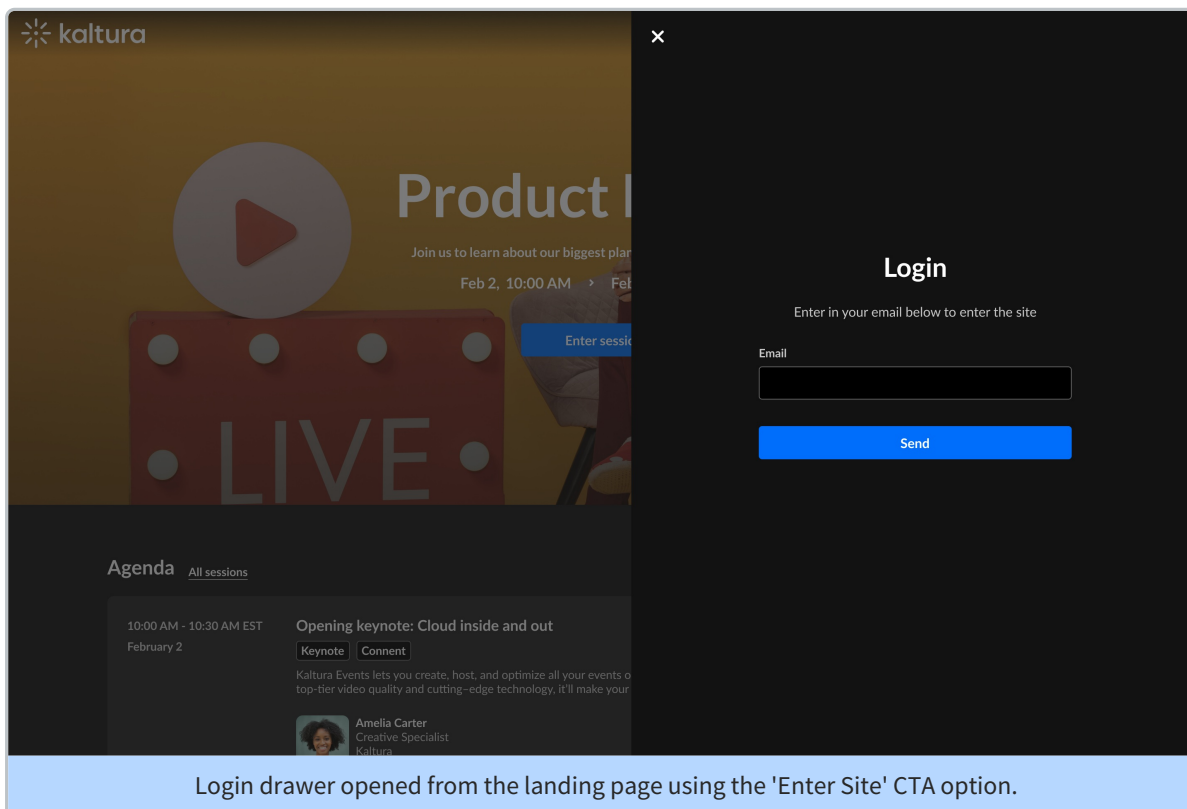 kaltura
Product
Join us to learn about our biggest plan
Feb 2, 10:00 AM > Feb
Enter sessio
LIVE
Agenda All sessions
10:00 AM - 10:30 AM EST
February 2
Opening keynote: Cloud inside and out
Keynote Connent
Kaltura Events lets you create, host, and optimize all your events o
top-tier video quality and cutting-edge technology, it'll make your
Amelia Carter
Creative Specialist
Kaltura
Login
Enter in your email below to enter the site
Email
Send
Login drawer opened from the landing page using the 'Enter Site' CTA option.